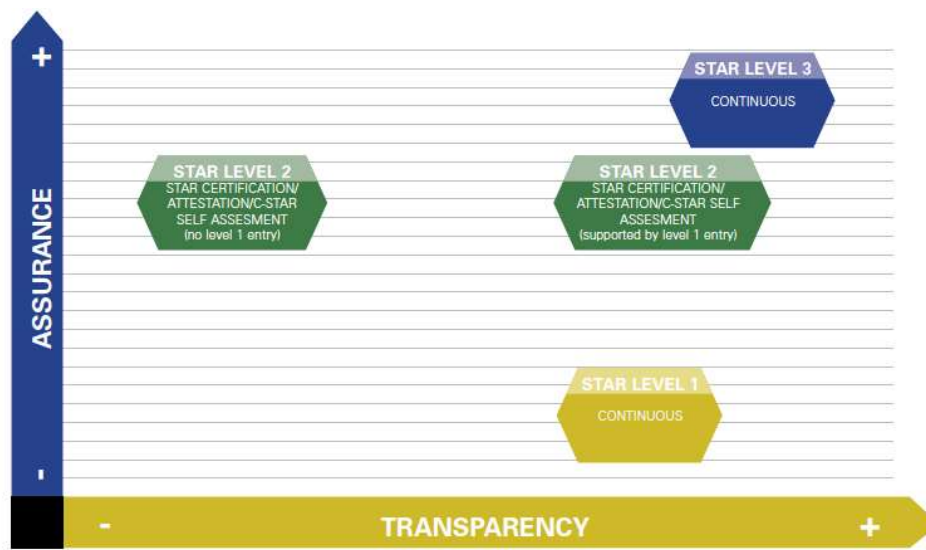 +
STAR LEVEL 3
CONTINUOUS
STAR LEVEL 2
STAR CERTIFICATION/
ATTESTATION/C-STAR
SELF ASSESMENT
(no level 1 entry)
STAR LEVEL 2
STAR CERTIFICATION/
ATTESTATION/C-STAR SELF
ASSESMENT
(supported by level 1 entry)
ASSURANCE
STAR LEVEL 1
CONTINUOUS
-
- TRANSPARENCY +